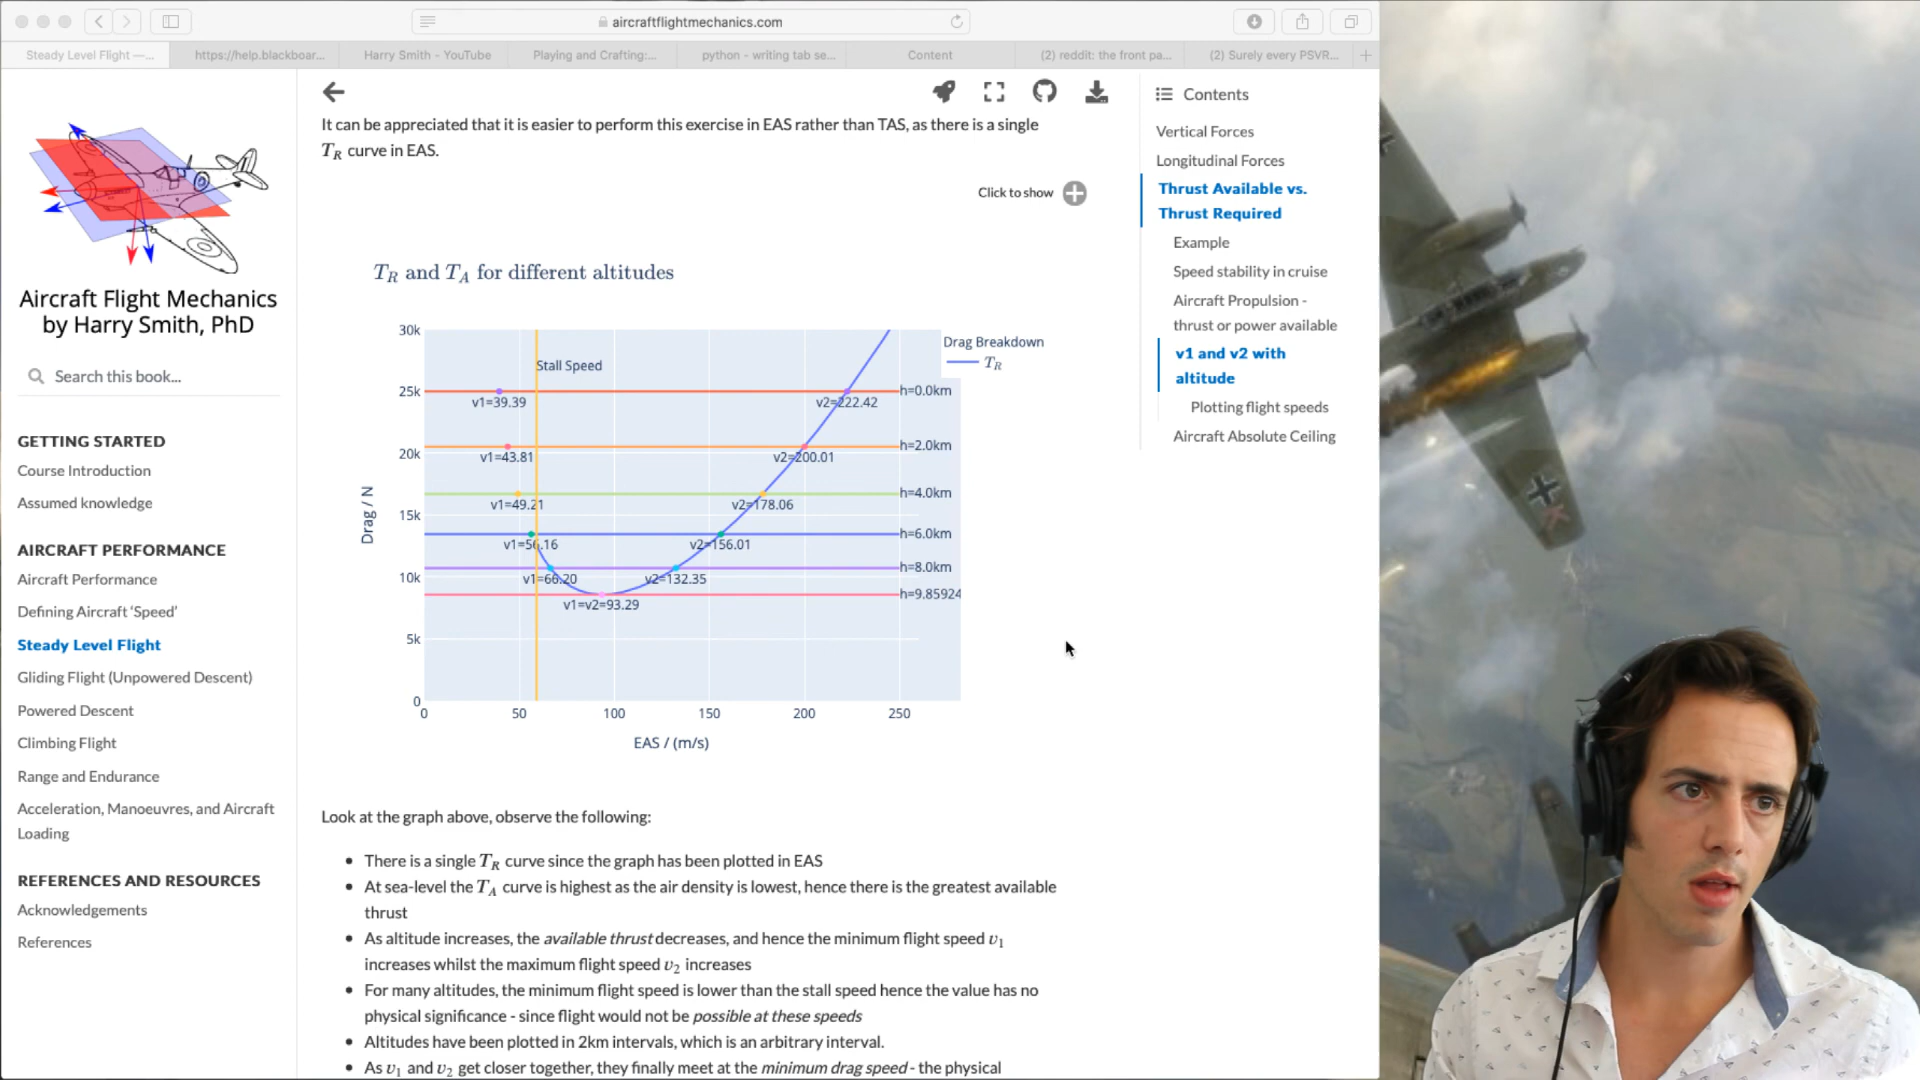 aircraftflightmechanics.com
Steady Level Flight —...
https://help.blackboar...
Harry Smith - YouTube
Playing and Crafting:...
python - writing tab se...
Content
(2) reddit: the front pa...
(2) Surely every PSVR...
Aircraft Flight Mechanics
by Harry Smith, PhD
Search this book...
GETTING STARTED
Course Introduction
Assumed knowledge
AIRCRAFT PERFORMANCE
Aircraft Performance
Defining Aircraft ‘Speed’
Steady Level Flight
Gliding Flight (Unpowered Descent)
Powered Descent
Climbing Flight
Range and Endurance
Acceleration, Manoeuvres, and Aircraft
Loading
REFERENCES AND RESOURCES
Acknowledgements
References
It can be appreciated that it is easier to perform this exercise in EAS rather than TAS, as there is a single
T_R curve in EAS.
Click to show
T_R and T_A for different altitudes
Drag Breakdown
T_R
Stall Speed
30k
25k
20k
15k
10k
5k
0
Drag / N
v1=39.39
v2=222.42
h=0.0km
v1=43.81
v2=200.01
h=2.0km
v1=49.21
v2=178.06
h=4.0km
v1=56.16
v2=156.01
h=6.0km
v1=66.20
v2=132.35
h=8.0km
v1=v2=93.29
h=9.85924
0
50
100
150
200
250
EAS / (m/s)
Look at the graph above, observe the following:
• There is a single T_R curve since the graph has been plotted in EAS
• At sea-level the T_A curve is highest as the air density is lowest, hence there is the greatest available
thrust
• As altitude increases, the available thrust decreases, and hence the minimum flight speed v₁
increases whilst the maximum flight speed v₂ increases
• For many altitudes, the minimum flight speed is lower than the stall speed hence the value has no
physical significance - since flight would not be possible at these speeds
• Altitudes have been plotted in 2km intervals, which is an arbitrary interval.
• As v₁ and v₂ get closer together, they finally meet at the minimum drag speed - the physical
Contents
Vertical Forces
Longitudinal Forces
Thrust Available vs.
Thrust Required
Example
Speed stability in cruise
Aircraft Propulsion -
thrust or power available
v1 and v2 with
altitude
Plotting flight speeds
Aircraft Absolute Ceiling
K